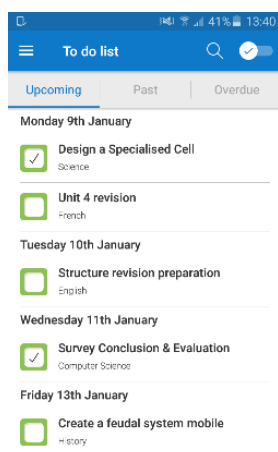 41% 13:40
To do list
Upcoming Past Overdue
Monday 9th January
Design a Specialised Cell
Science
Unit 4 revision
French
Tuesday 10th January
Structure revision preparation
English
Wednesday 11th January
Survey Conclusion & Evaluation
Computer Science
Friday 13th January
Create a feudal system mobile
History